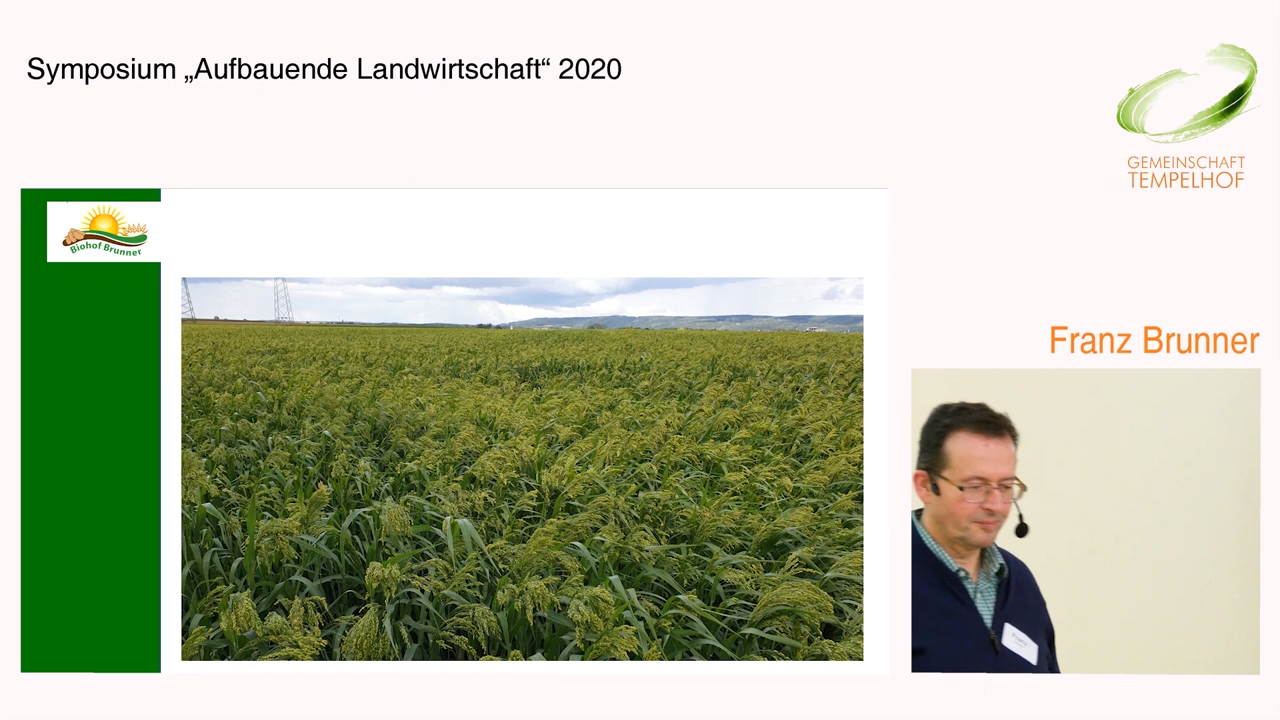 Symposium „Aufbauende Landwirtschaft“ 2020
GEMEINSCHAFT
TEMPELHOF
Biohof Brunner
Franz Brunner